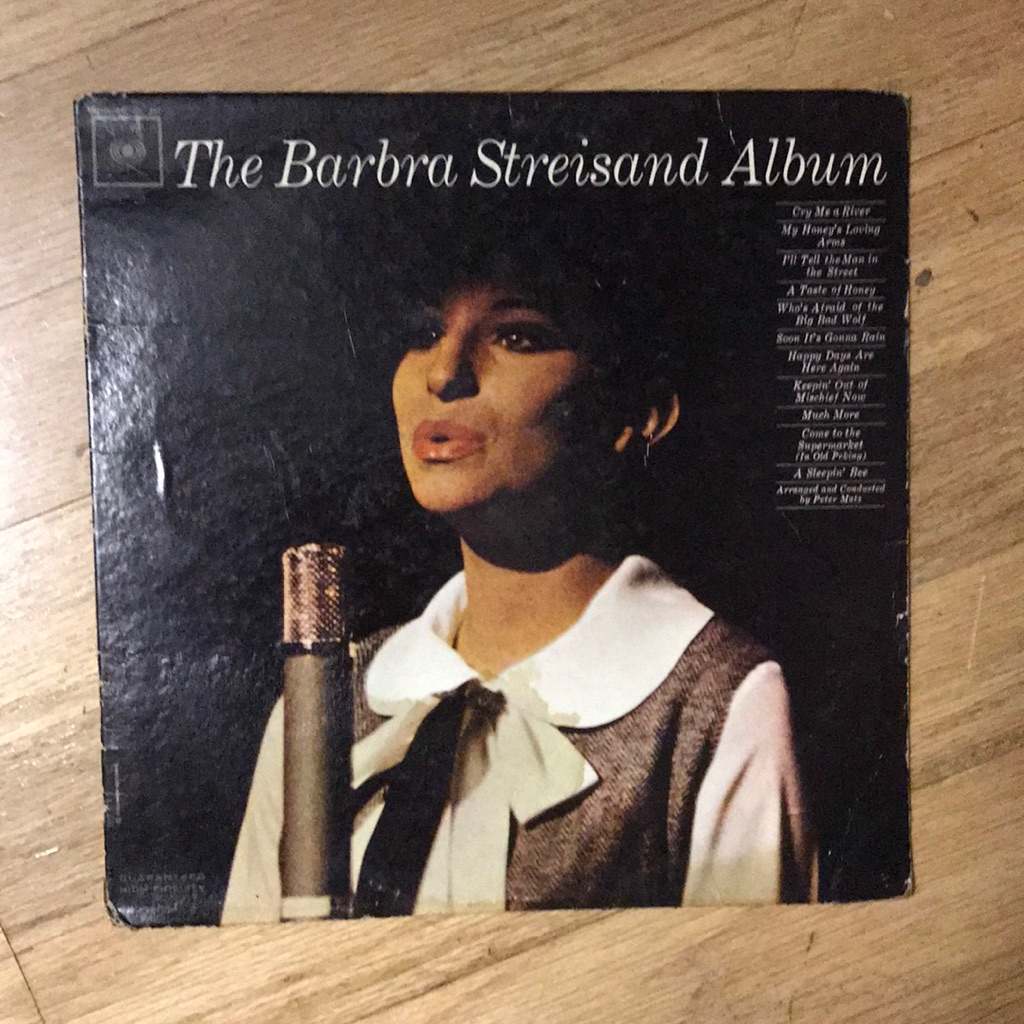 The Barbra Streisand Album
Cry Me a River
My Honey's Loving
Arms
I'll Tell the Man in
the Street
A Taste of Honey
Who's Afraid of the
Big Bad Wolf
Soon It's Gonna Rain
Happy Days Are
Here Again
Keepin' Out of
Mischief Now
Much More
Come to the
Supermarket
(In Old Peking)
A Sleepin' Bee
Arranged and Conducted
by Peter Matz
GUARANTEED
HIGH FIDELITY